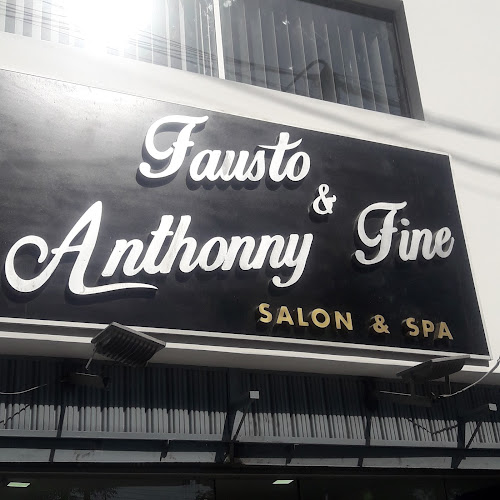 Fausto
&
Anthonny Fine
SALON & SPA